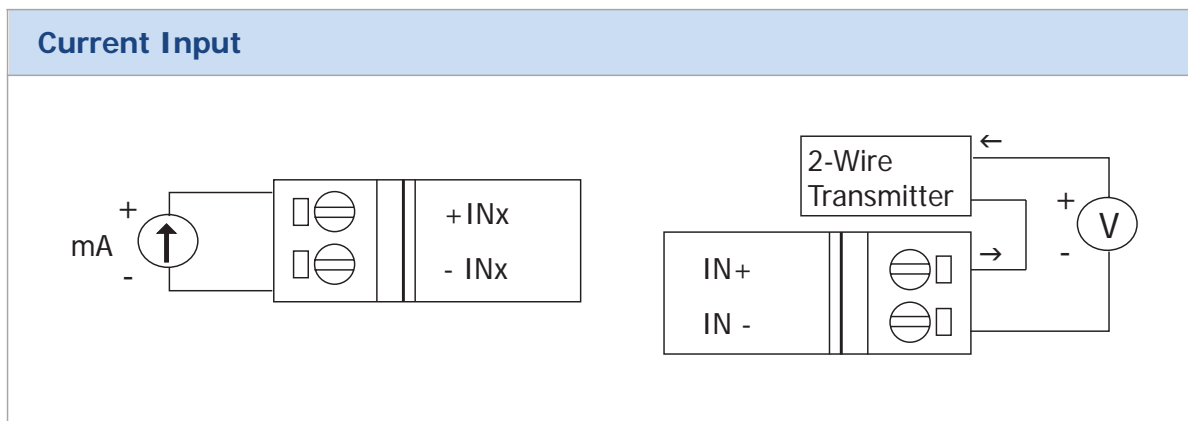 Current Input
+
mA
-
+INx
- INx
←
2-Wire
Transmitter
+
V
-
→
IN+
IN -